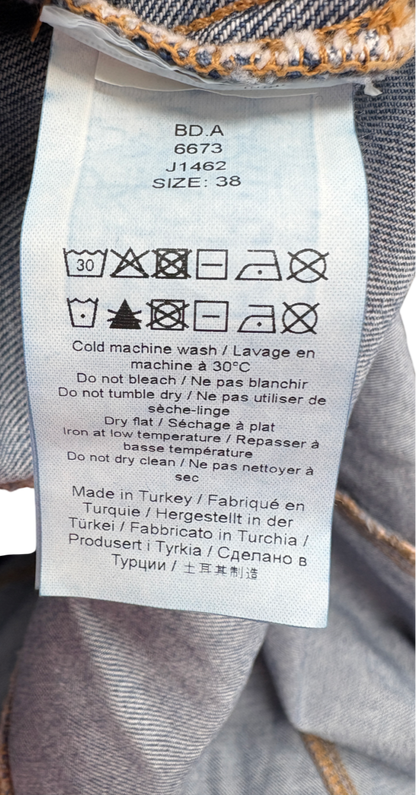 BD.A
6673
J1462
SIZE: 38
30
Cold machine wash / Lavage en
machine à 30°C
Do not bleach / Ne pas blanchir
Do not tumble dry / Ne pas utiliser de
sèche-linge
Dry flat / Séchage à plat
Iron at low temperature / Repasser à
basse température
Do not dry clean / Ne pas nettoyer à
sec
Made in Turkey / Fabriqué en
Turquie / Hergestellt in der
Türkei / Fabbricato in Turchia /
Produsert i Tyrkia / Сделано в
Турции / 土耳其制造